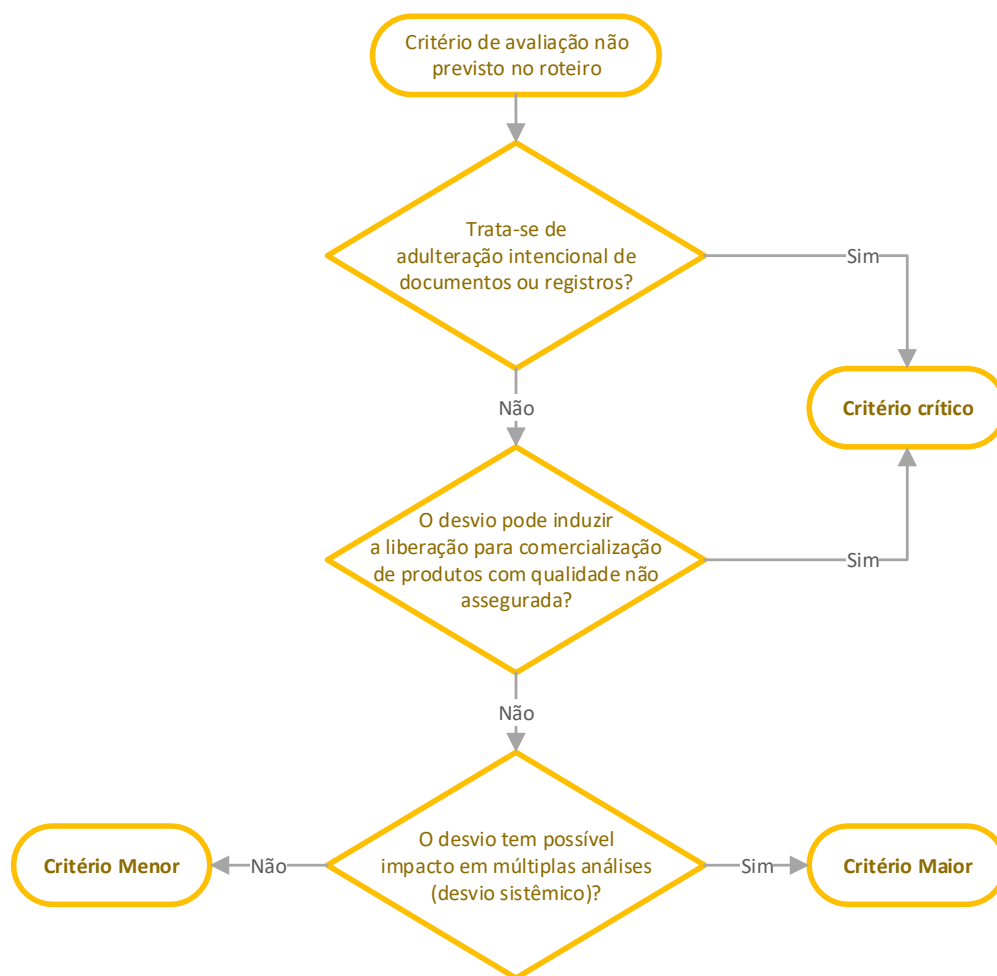 Critério de avaliação não
previsto no roteiro
Trata-se de
adulteração intencional de
documentos ou registros?
Sim
Critério crítico
Não
O desvio pode induzir
a liberação para comercialização
de produtos com qualidade não
assegurada?
Sim
Não
O desvio tem possível
impacto em múltiplas análises
(desvio sistêmico)?
Não
Critério Menor
Sim
Critério Maior